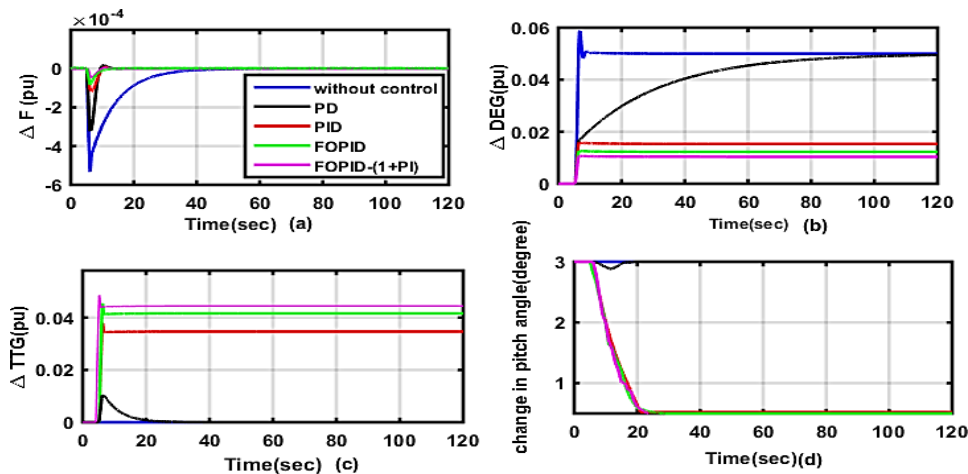 ×10-4
0
-2
-4
-6
Δ F (pu)
without control
PD
PID
FOPID
FOPID-(1+PI)
0 20 40 60 80 100 120
Time(sec) (a)
0.06
0.04
0.02
0
Δ DEG(pu)
0 20 40 60 80 100 120
Time(sec) (b)
0.04
0.02
0
Δ TTG(pu)
0 20 40 60 80 100 120
Time(sec) (c)
3
2
1
change in pitch angle(degree)
0 20 40 60 80 100 120
Time(sec)(d)